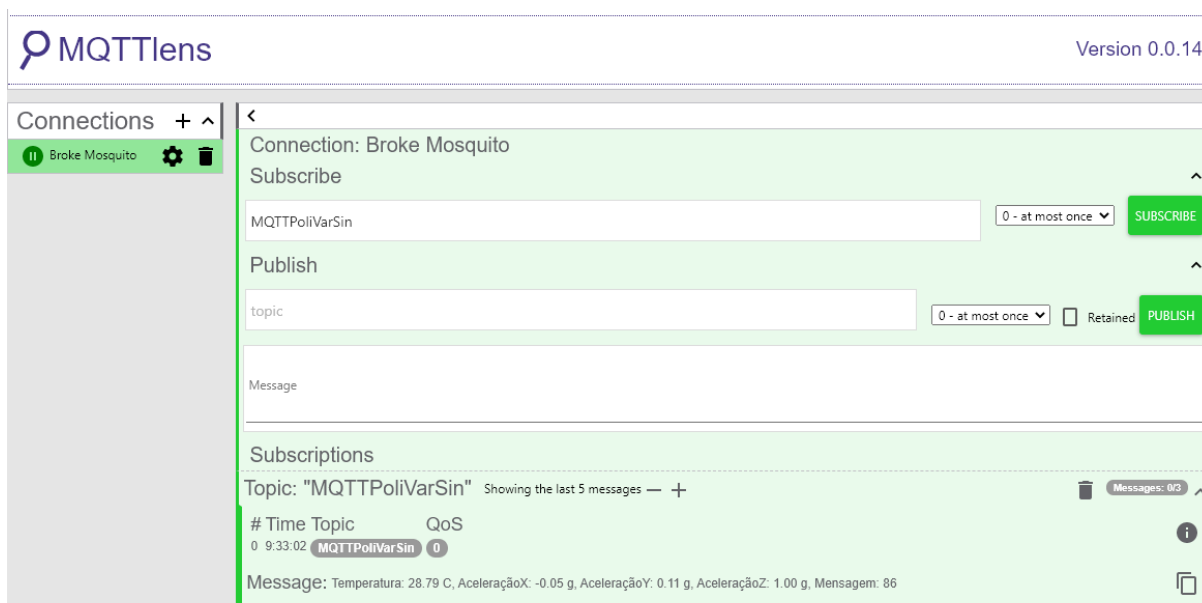 MQTTlens
Version 0.0.14
Connections
Broke Mosquito
Connection: Broke Mosquito
Subscribe
MQTTPoliVarSin
0 - at most once
SUBSCRIBE
Publish
topic
0 - at most once
Retained
PUBLISH
Message
Subscriptions
Topic: "MQTTPoliVarSin" Showing the last 5 messages
Messages: 0/3
# Time Topic QoS
0 9:33:02 MQTTPoliVarSin 0
Message: Temperatura: 28.79 C, AceleraçãoX: -0.05 g, AceleraçãoY: 0.11 g, AceleraçãoZ: 1.00 g, Mensagem: 86